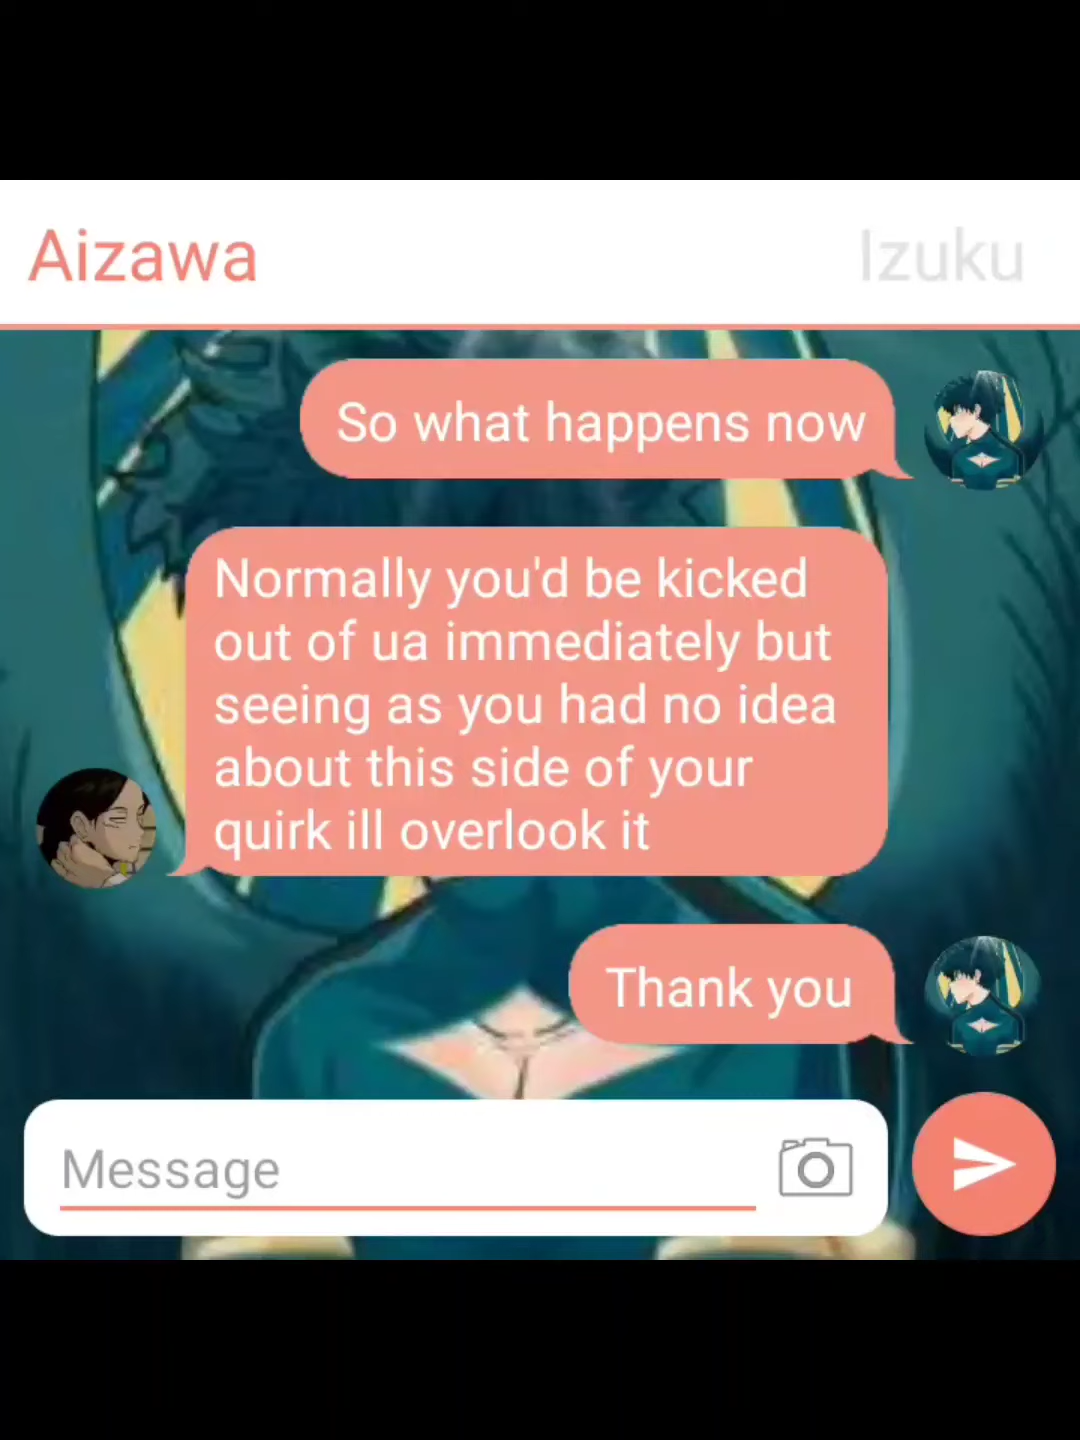 Aizawa
Izuku
So what happens now
Normally you'd be kicked
out of ua immediately but
seeing as you had no idea
about this side of your
quirk ill overlook it
Thank you
Message